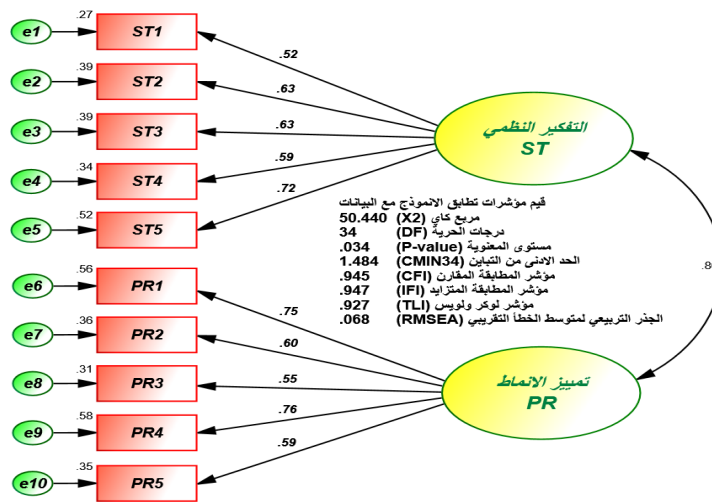 .27
e1 ST1
.52
.39
e2 ST2
.63
.39
e3 ST3
.63
.34
e4 ST4
.59
.52
e5 ST5
.72
التفكير النظمي
ST
قيم مؤشرات تطابق الانموذج مع البيانات
مربع كاي (X2) 50.440
درجات الحرية (DF) 34
مستوى المعنوية (P-value) .034
الحد الادنى من التباين (CMIN34) 1.484
مؤشر المطابقة المقارن (CFI) .945
مؤشر المطابقة المتزايد (IFI) .947
مؤشر لوكر ولويس (TLI) .927
الجذر التربيعي لمتوسط الخطأ التقريبي (RMSEA) .068
.56
e6 PR1
.75
.36
e7 PR2
.60
.31
e8 PR3
.55
.58
e9 PR4
.76
.35
e10 PR5
.59
تمييز الانماط
PR